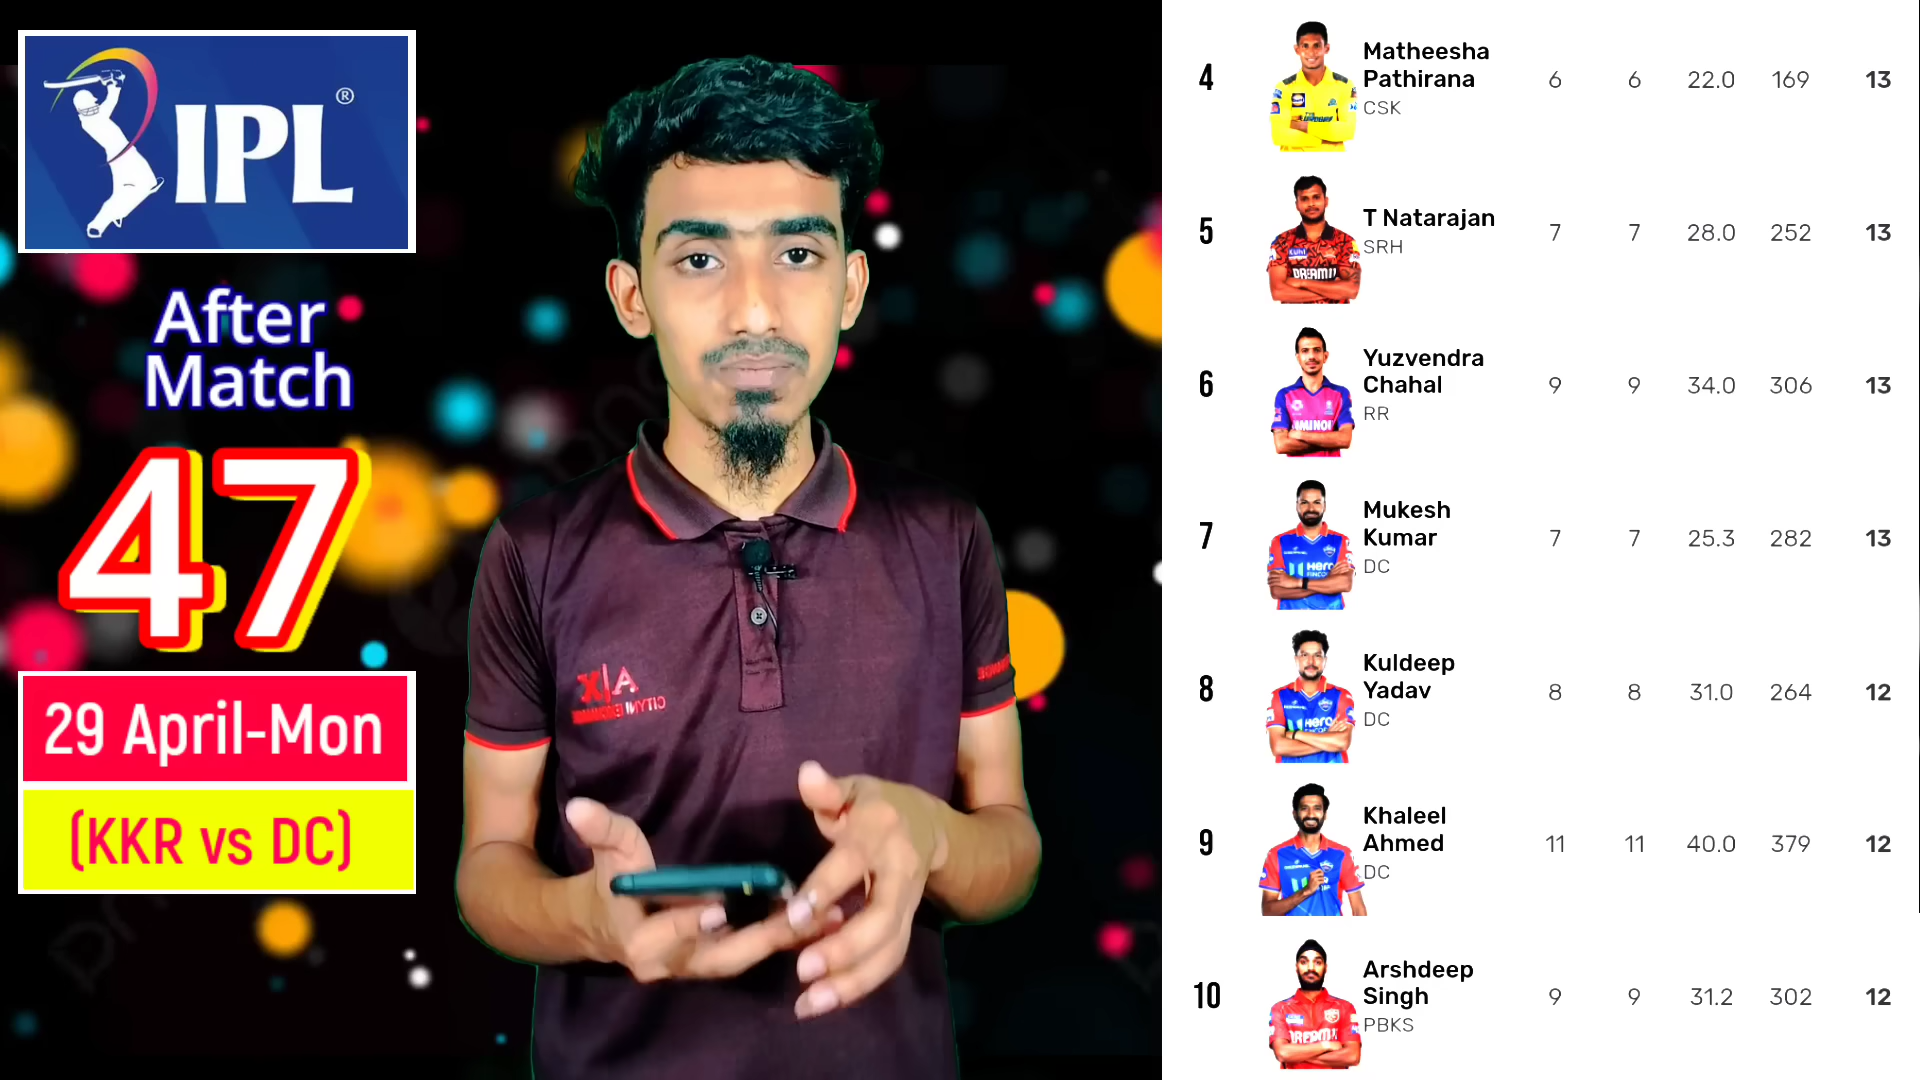 IPL
®
After
Match
47
29 April-Mon
(KKR vs DC)
4 Matheesha Pathirana 6 6 22.0 169 13
CSK
5 T Natarajan 7 7 28.0 252 13
SRH
6 Yuzvendra Chahal 9 9 34.0 306 13
RR
7 Mukesh Kumar 7 7 25.3 282 13
DC
8 Kuldeep Yadav 8 8 31.0 264 12
DC
9 Khaleel Ahmed 11 11 40.0 379 12
DC
10 Arshdeep Singh 9 9 31.2 302 12
PBKS